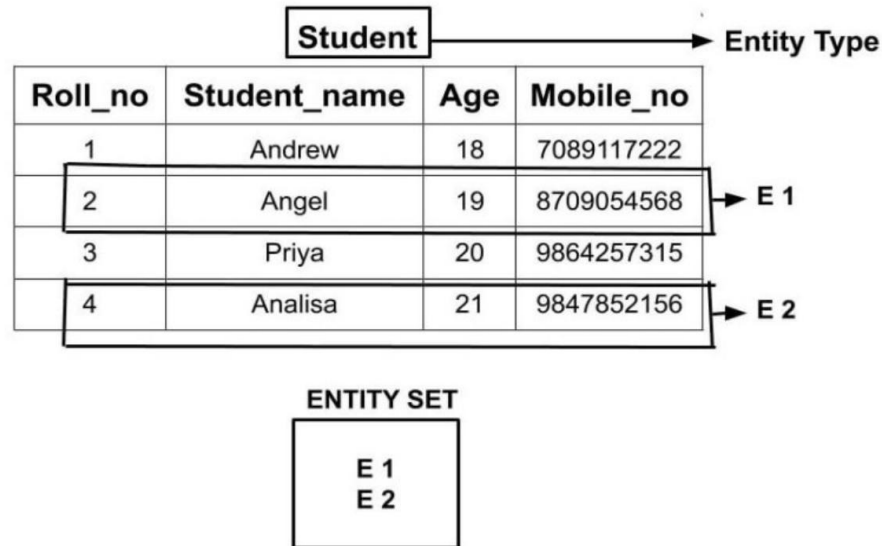 Student Entity Type
Roll_no Student_name Age Mobile_no
1 Andrew 18 7089117222
2 Angel 19 8709054568 E 1
3 Priya 20 9864257315
4 Analisa 21 9847852156 E 2
ENTITY SET
E 1
E 2